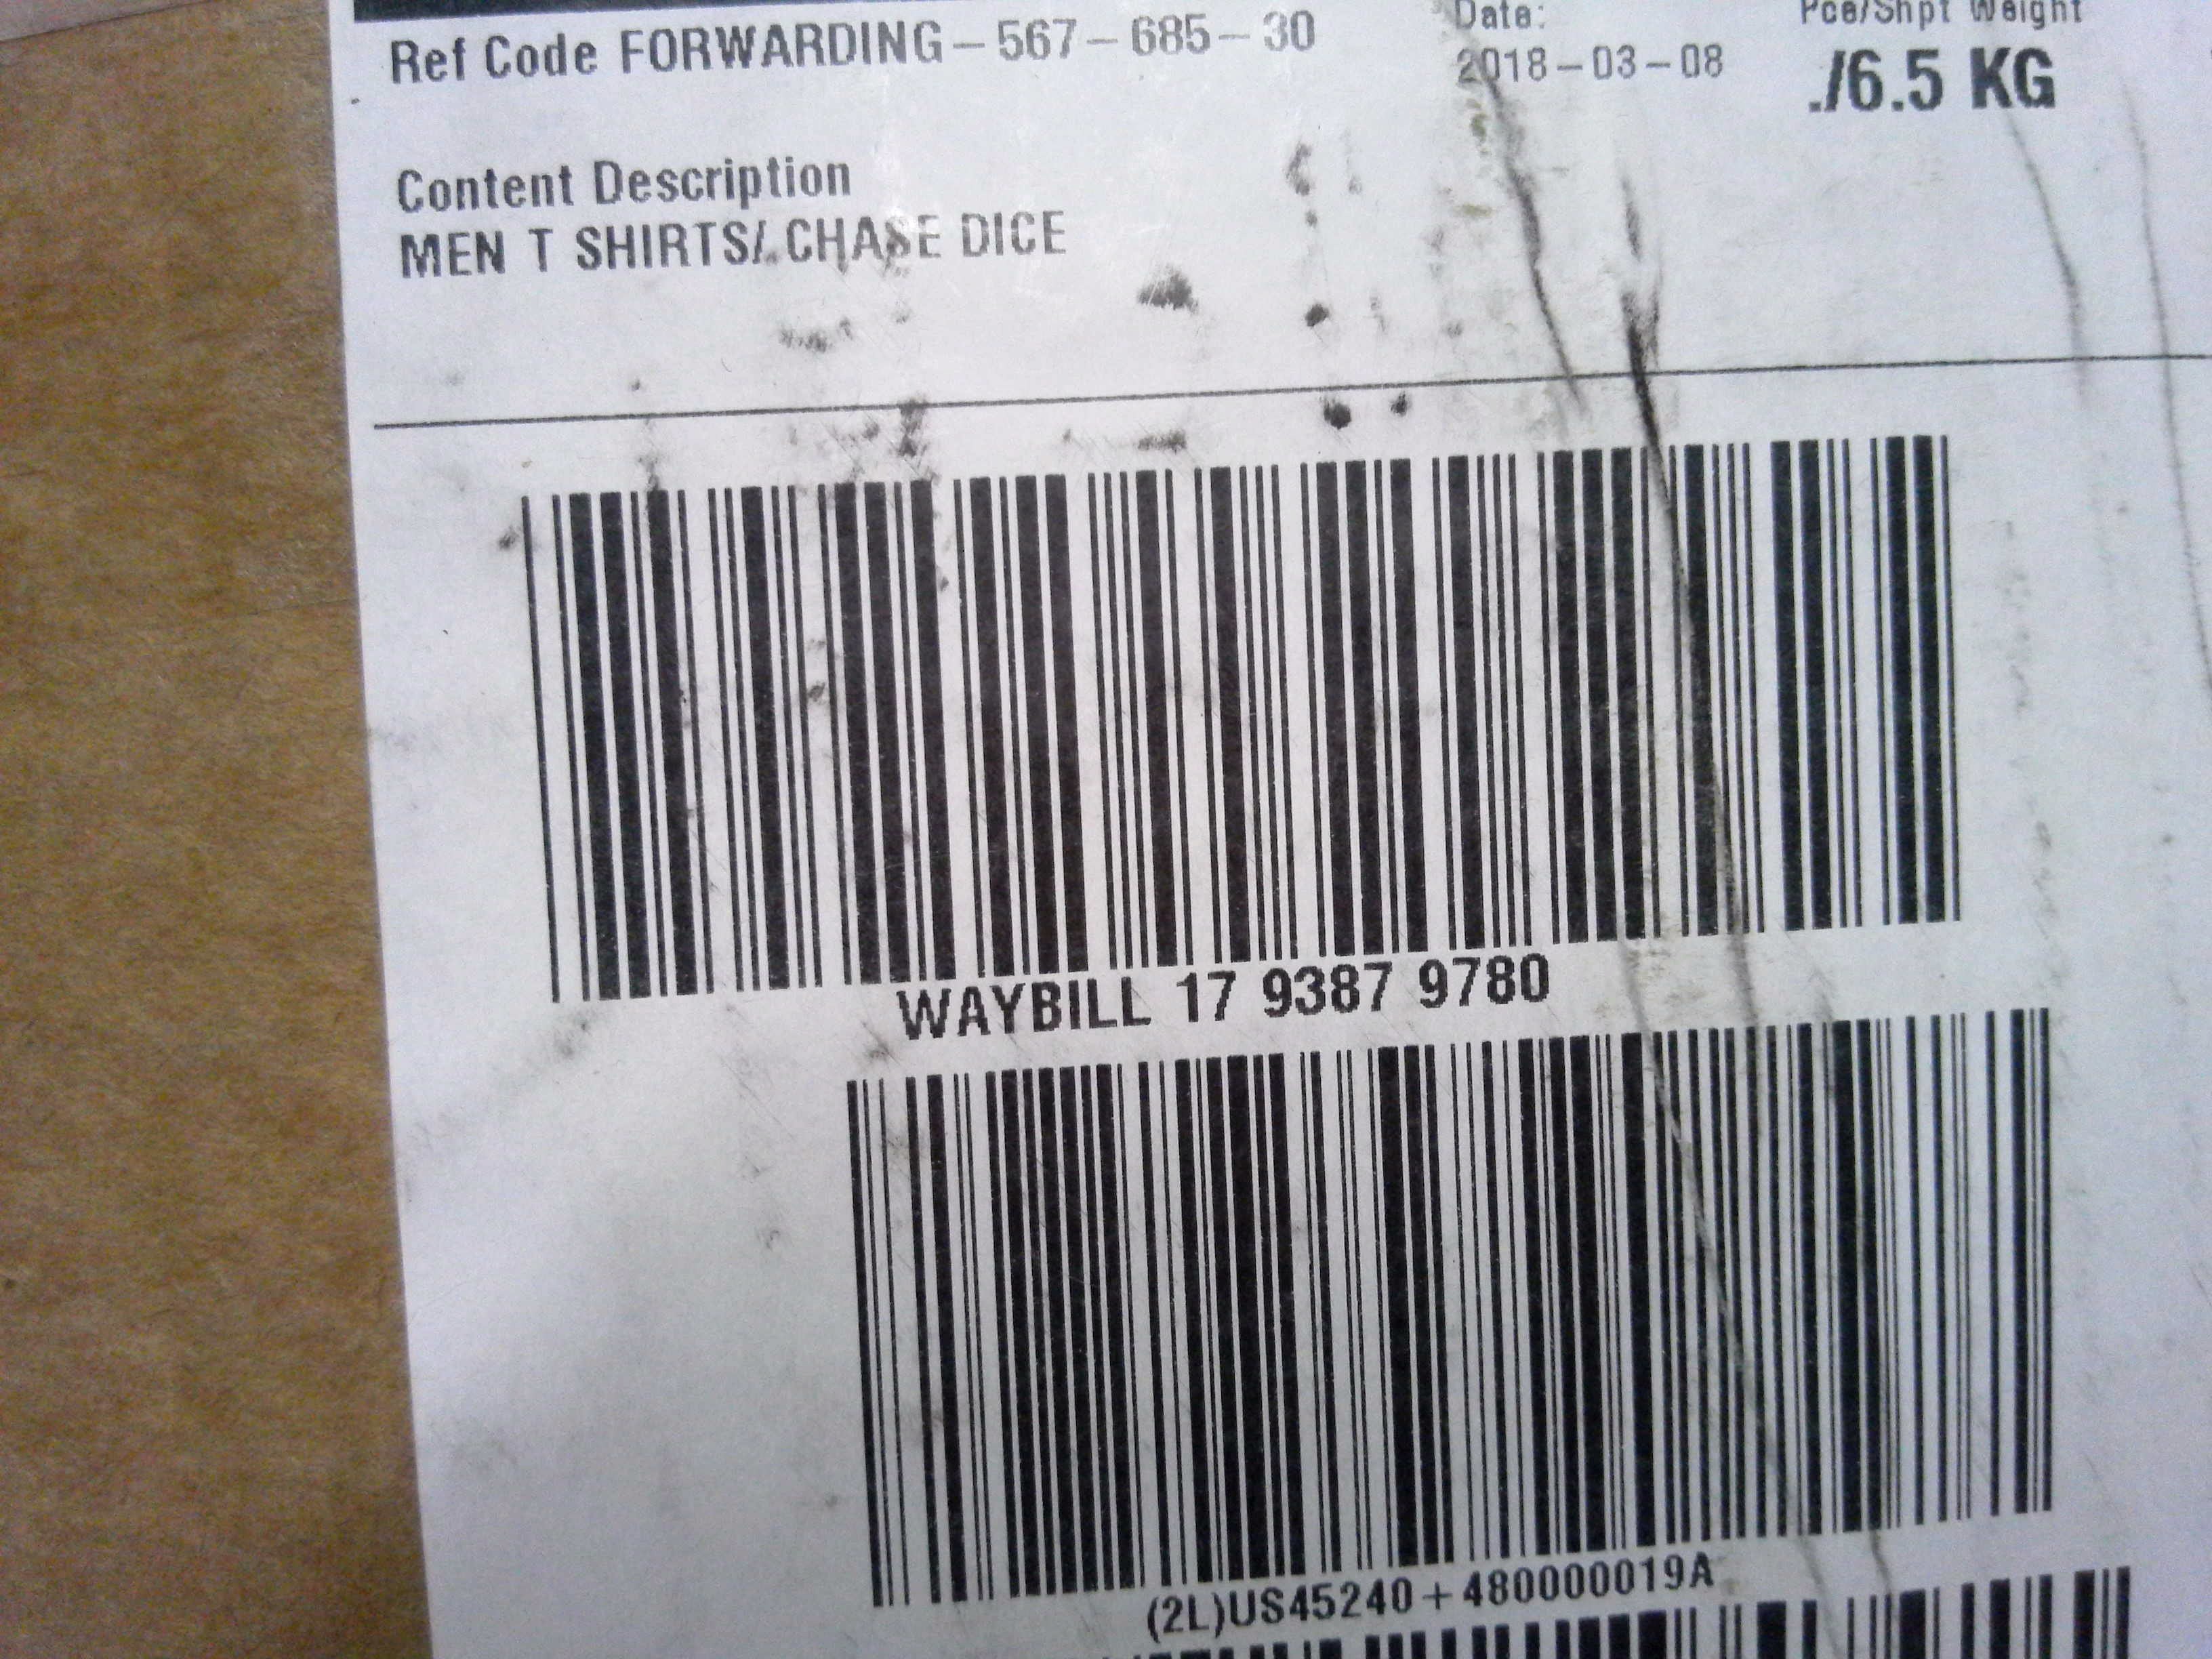 Ref Code FORWARDING-567-685-30
Date:
2018-03-08
Pce/Shpt Weight
./6.5 KG
Content Description
MEN T SHIRTS/ CHASE DICE
WAYBILL 17 9387 9780
(2L)US45240+480000019A